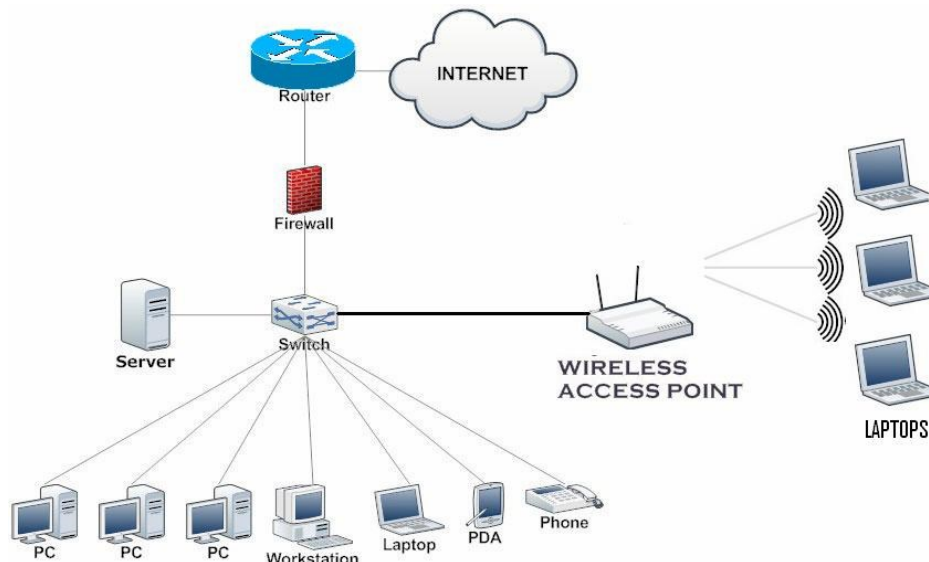 INTERNET
Router
Firewall
Server
Switch
WIRELESS
ACCESS POINT
LAPTOPS
PC
PC
PC
Workstation
Laptop
PDA
Phone